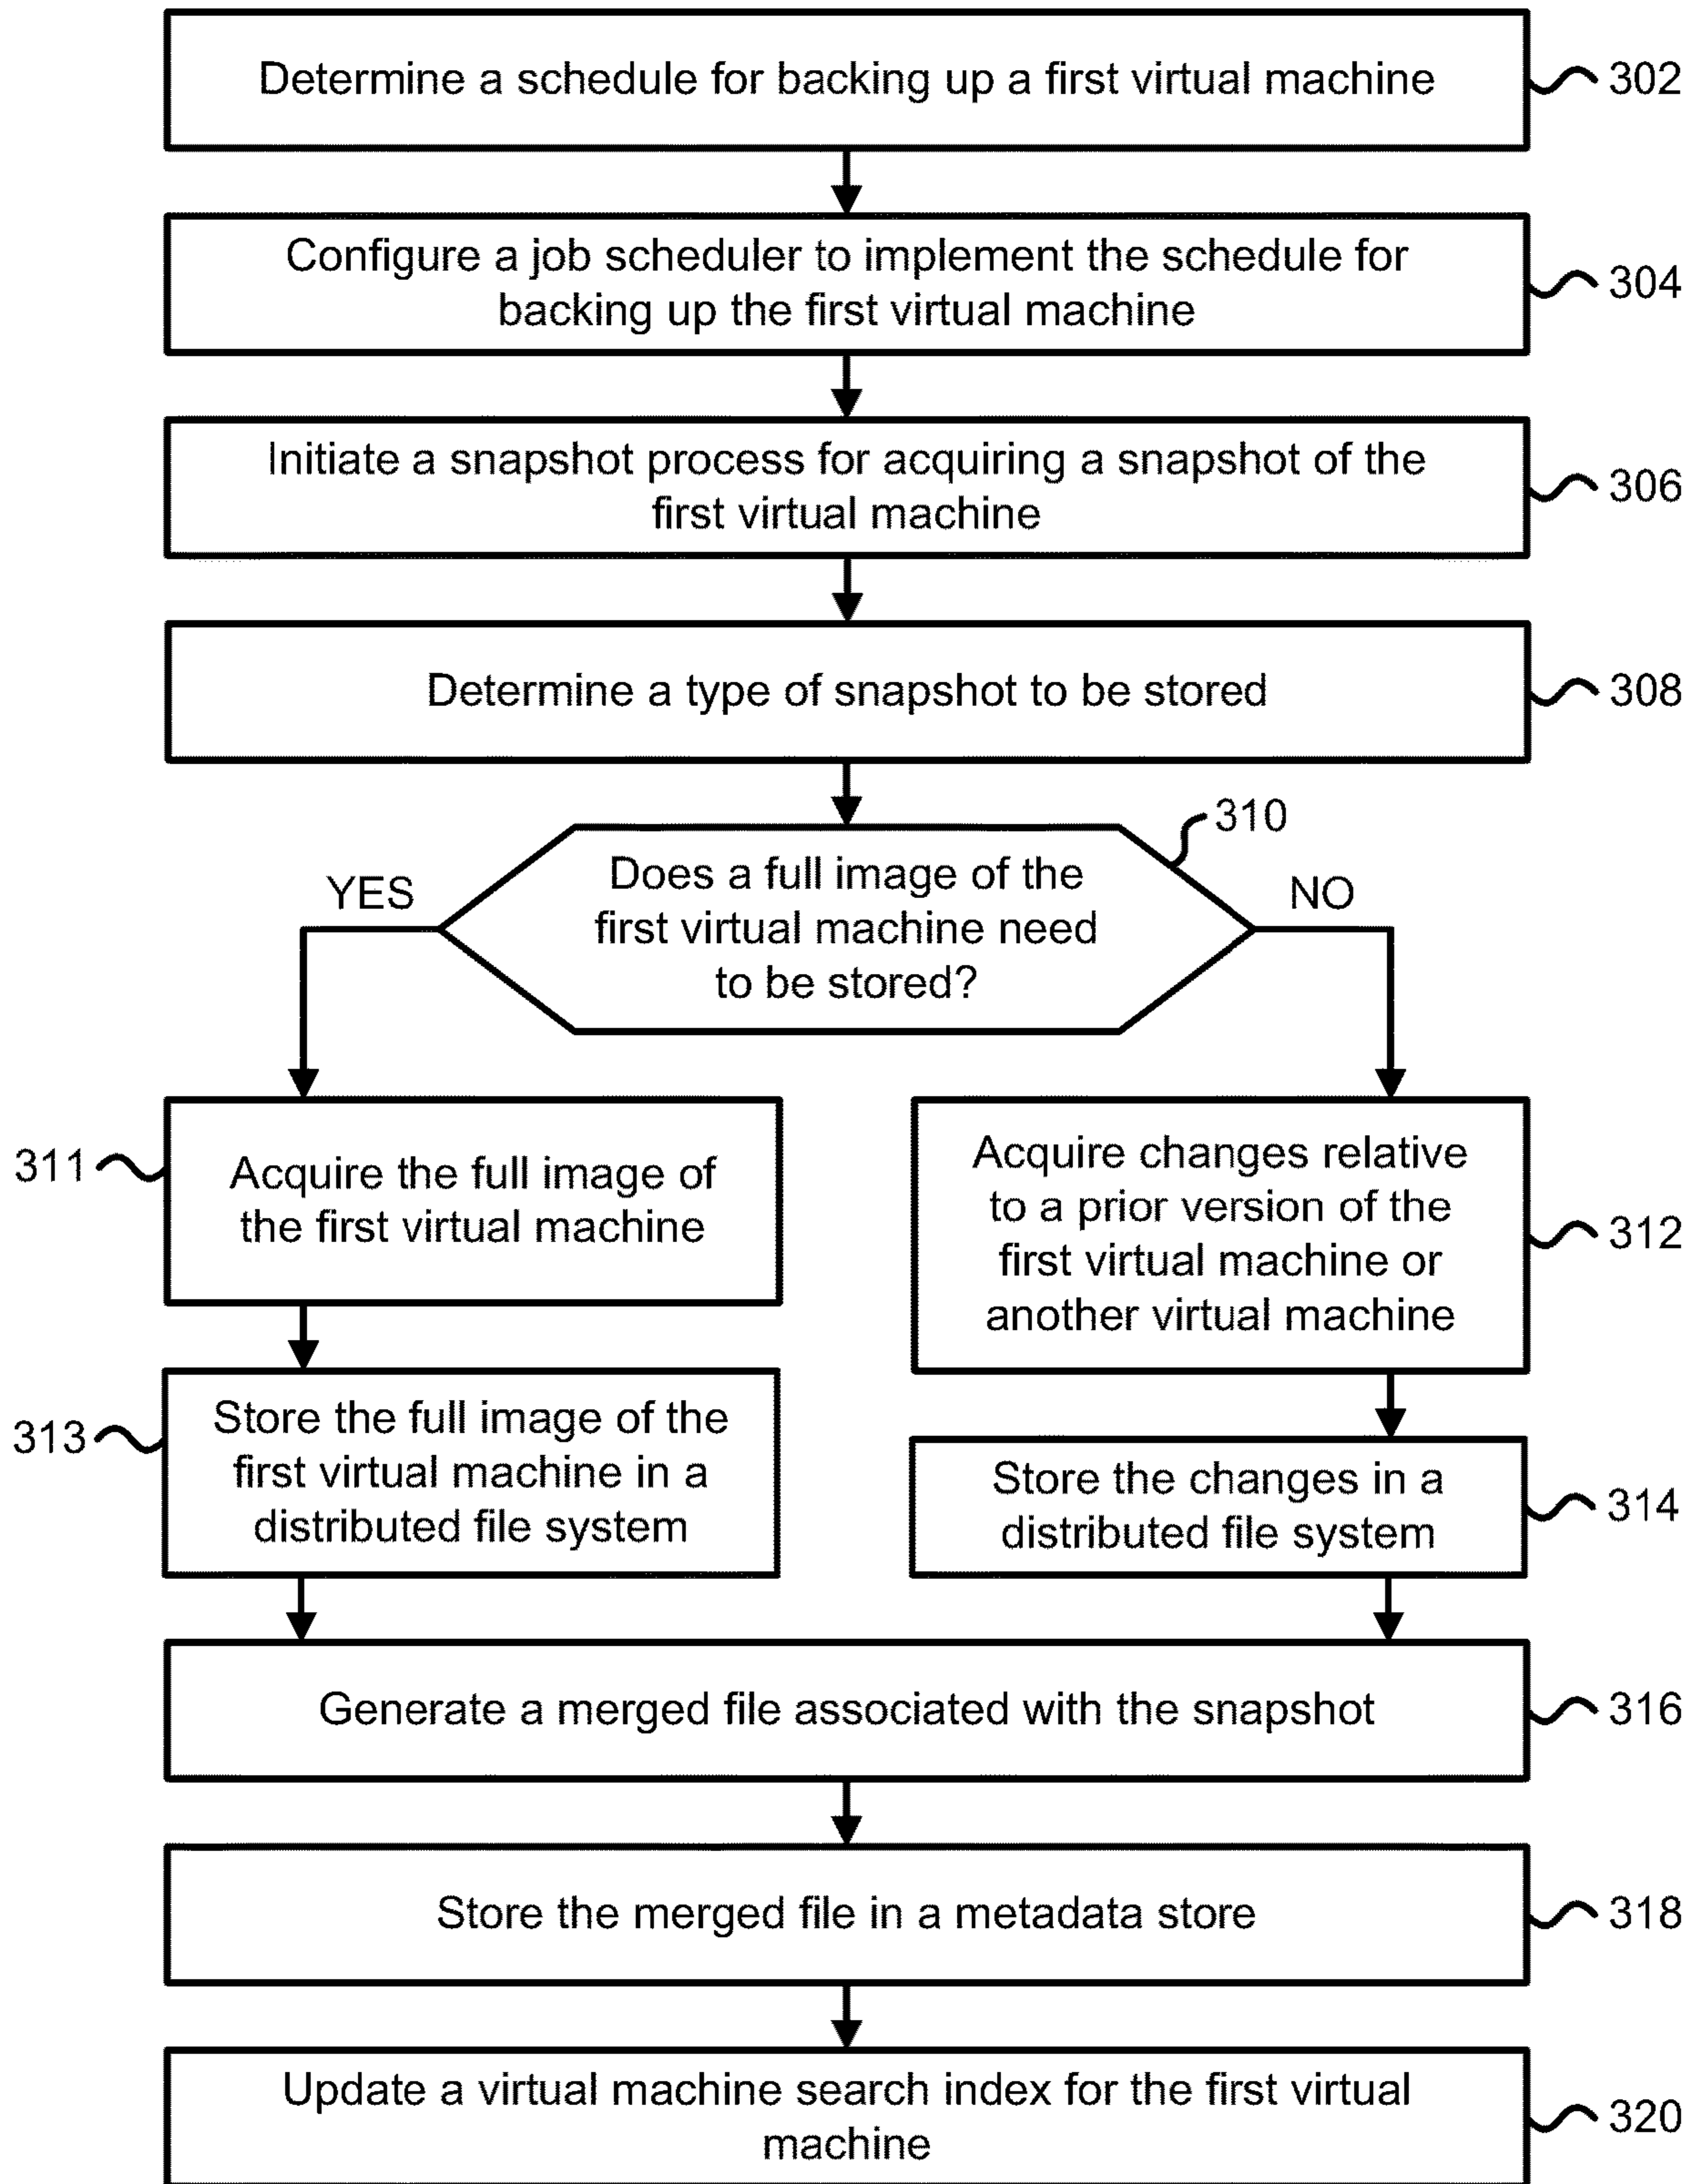 Determine a schedule for backing up a first virtual machine
302
Configure a job scheduler to implement the schedule for
backing up the first virtual machine
304
Initiate a snapshot process for acquiring a snapshot of the
first virtual machine
306
Determine a type of snapshot to be stored
308
310
Does a full image of the
first virtual machine need
to be stored?
YES
NO
311
Acquire the full image of
the first virtual machine
Acquire changes relative
to a prior version of the
first virtual machine or
another virtual machine
312
313
Store the full image of the
first virtual machine in a
distributed file system
Store the changes in a
distributed file system
314
Generate a merged file associated with the snapshot
316
Store the merged file in a metadata store
318
Update a virtual machine search index for the first virtual
machine
320